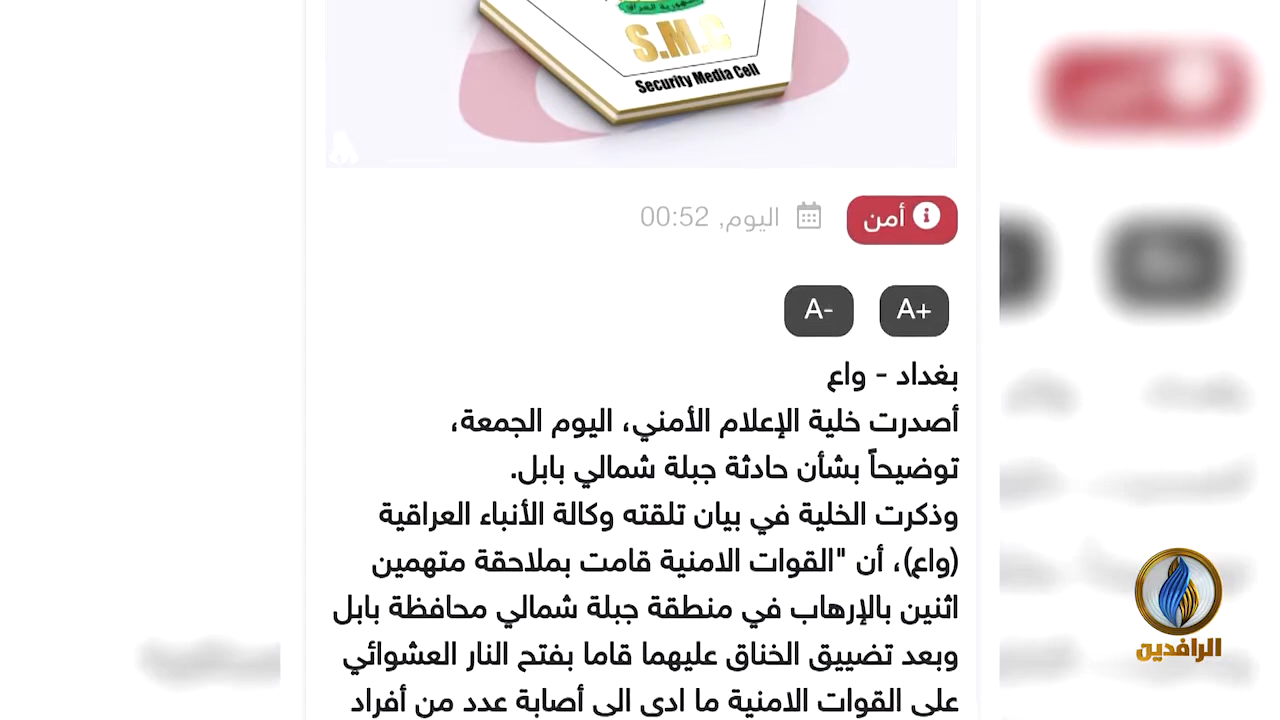 S.M.C
Security Media Cell
أمن
اليوم, 00:52
A+
A-
بغداد - واع
أصدرت خلية الإعلام الأمني، اليوم الجمعة،
توضيحاً بشأن حادثة جبلة شمالي بابل.
وذكرت الخلية في بيان تلقته وكالة الأنباء العراقية
(واع)، أن "القوات الامنية قامت بملاحقة متهمين
اثنين بالإرهاب في منطقة جبلة شمالي محافظة بابل
وبعد تضييق الخناق عليهما قاما بفتح النار العشوائي
على القوات الامنية ما ادى الى أصابة عدد من أفراد
الرافدين